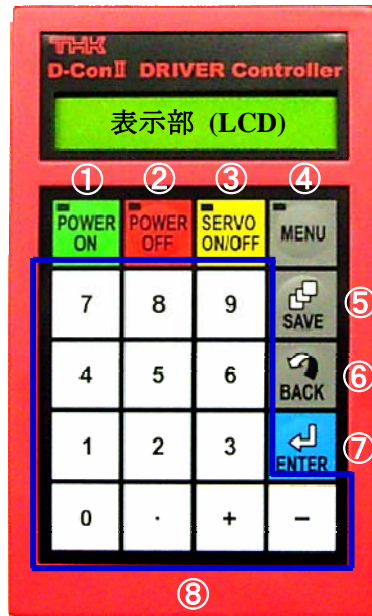 THK
D-ConⅡ DRIVER Controller
表示部 (LCD)
① ② ③ ④
POWER ON POWER OFF SERVO ON/OFF MENU
7 8 9 SAVE ⑤
4 5 6 BACK ⑥
1 2 3 ENTER ⑦
0 · + −
⑧